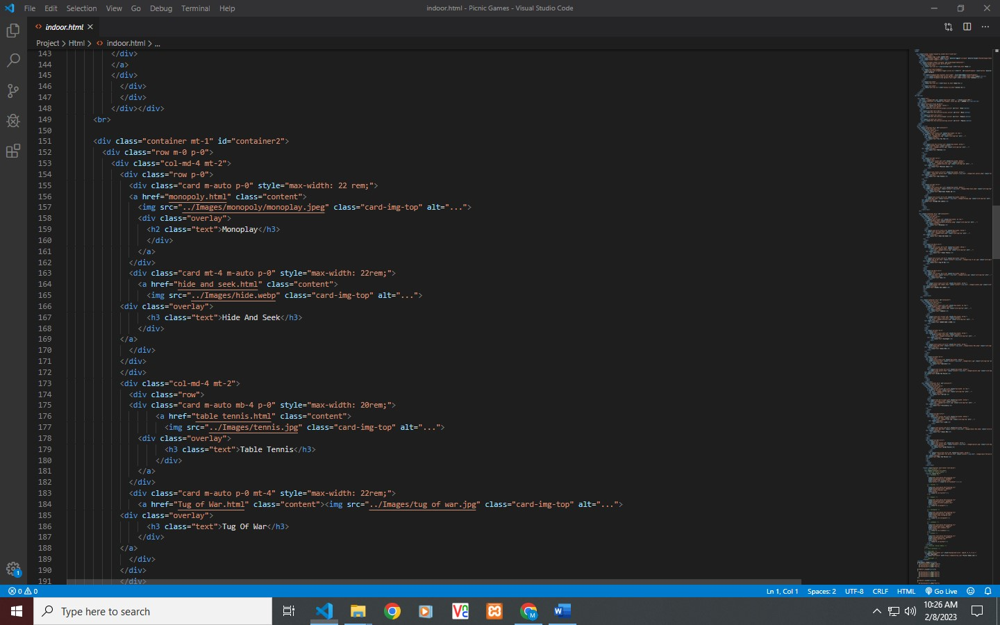 File Edit Selection View Go Debug Terminal Help
indoor.html - Picnic Games - Visual Studio Code
indoor.html
Project > Html > indoor.html > ...
143 </div>
144 </a>
145 </div>
146 </div>
147 </div>
148 </div></div>
149 <br>
150
151 <div class="container mt-1" id="container2">
152 <div class="row m-0 p-0">
153 <div class="col-md-4 mt-2">
154 <div class="row p-0">
155 <div class="card m-auto p-0" style="max-width: 22 rem;">
156 <a href="monopoly.html" class="content">
157 <img src="../Images/monopoly/monoplay.jpeg" class="card-img-top" alt="...">
158 <div class="overlay">
159 <h2 class="text">Monoplay</h3>
160 </div>
161 </a>
162 </div>
163 <div class="card mt-4 m-auto p-0" style="max-width: 22rem;">
164 <a href="hide and seek.html" class="content">
165 <img src="../Images/hide.webp" class="card-img-top" alt="...">
166 <div class="overlay">
167 <h3 class="text">Hide And Seek</h3>
168 </div>
169 </a>
170 </div>
171 </div>
172 </div>
173 <div class="col-md-4 mt-2">
174 <div class="row">
175 <div class="card m-auto mb-4 p-0" style="max-width: 20rem;">
176 <a href="table tennis.html" class="content">
177 <img src="../Images/tennis.jpg" class="card-img-top" alt="...">
178 <div class="overlay">
179 <h3 class="text">Table Tennis</h3>
180 </div>
181 </a>
182 </div>
183 <div class="card m-auto p-0 mt-4" style="max-width: 22rem;">
184 <a href="Tug of War.html" class="content"><img src="../Images/tug of war.jpg" class="card-img-top" alt="...">
185 <div class="overlay">
186 <h3 class="text">Tug Of War</h3>
187 </div>
188 </a>
189 </div>
190 </div>
191 </div>
1
0 0 Ln 1, Col 1 Spaces: 2 UTF-8 CRLF HTML Go Live
Type here to search
VNC
M
W
10:26 AM
2/8/2023